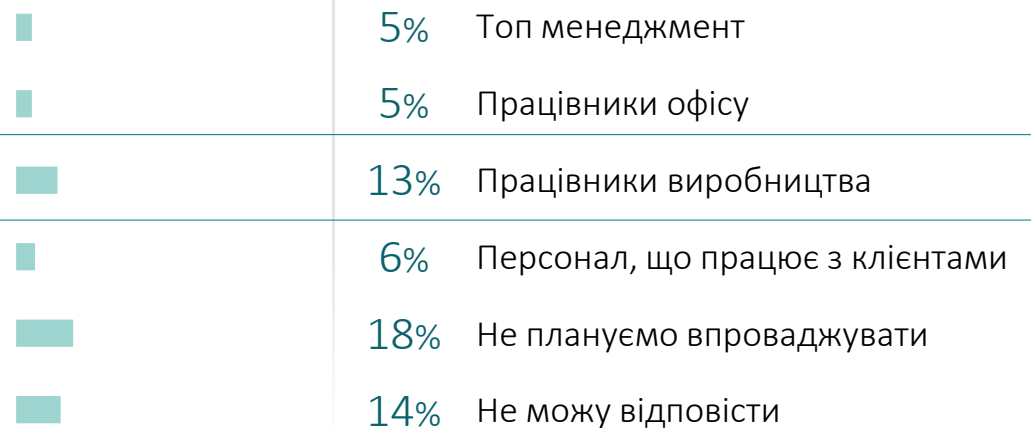 5% Топ менеджмент
5% Працівники офісу
13% Працівники виробництва
6% Персонал, що працює з клієнтами
18% Не плануємо впроваджувати
14% Не можу відповісти